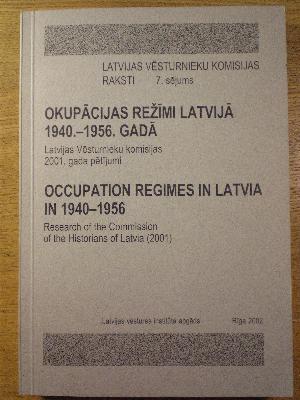 LATVIJAS VĒSTURNIEKU KOMISIJAS
RAKSTI 7. sējums
OKUPĀCIJAS REŽĪMI LATVIJĀ
1940.–1956. GADĀ
Latvijas Vēsturnieku komisijas
2001. gada pētījumi
OCCUPATION REGIMES IN LATVIA
IN 1940–1956
Research of the Commission
of the Historians of Latvia (2001)
Latvijas vēstures institūta apgāds Rīga 2002